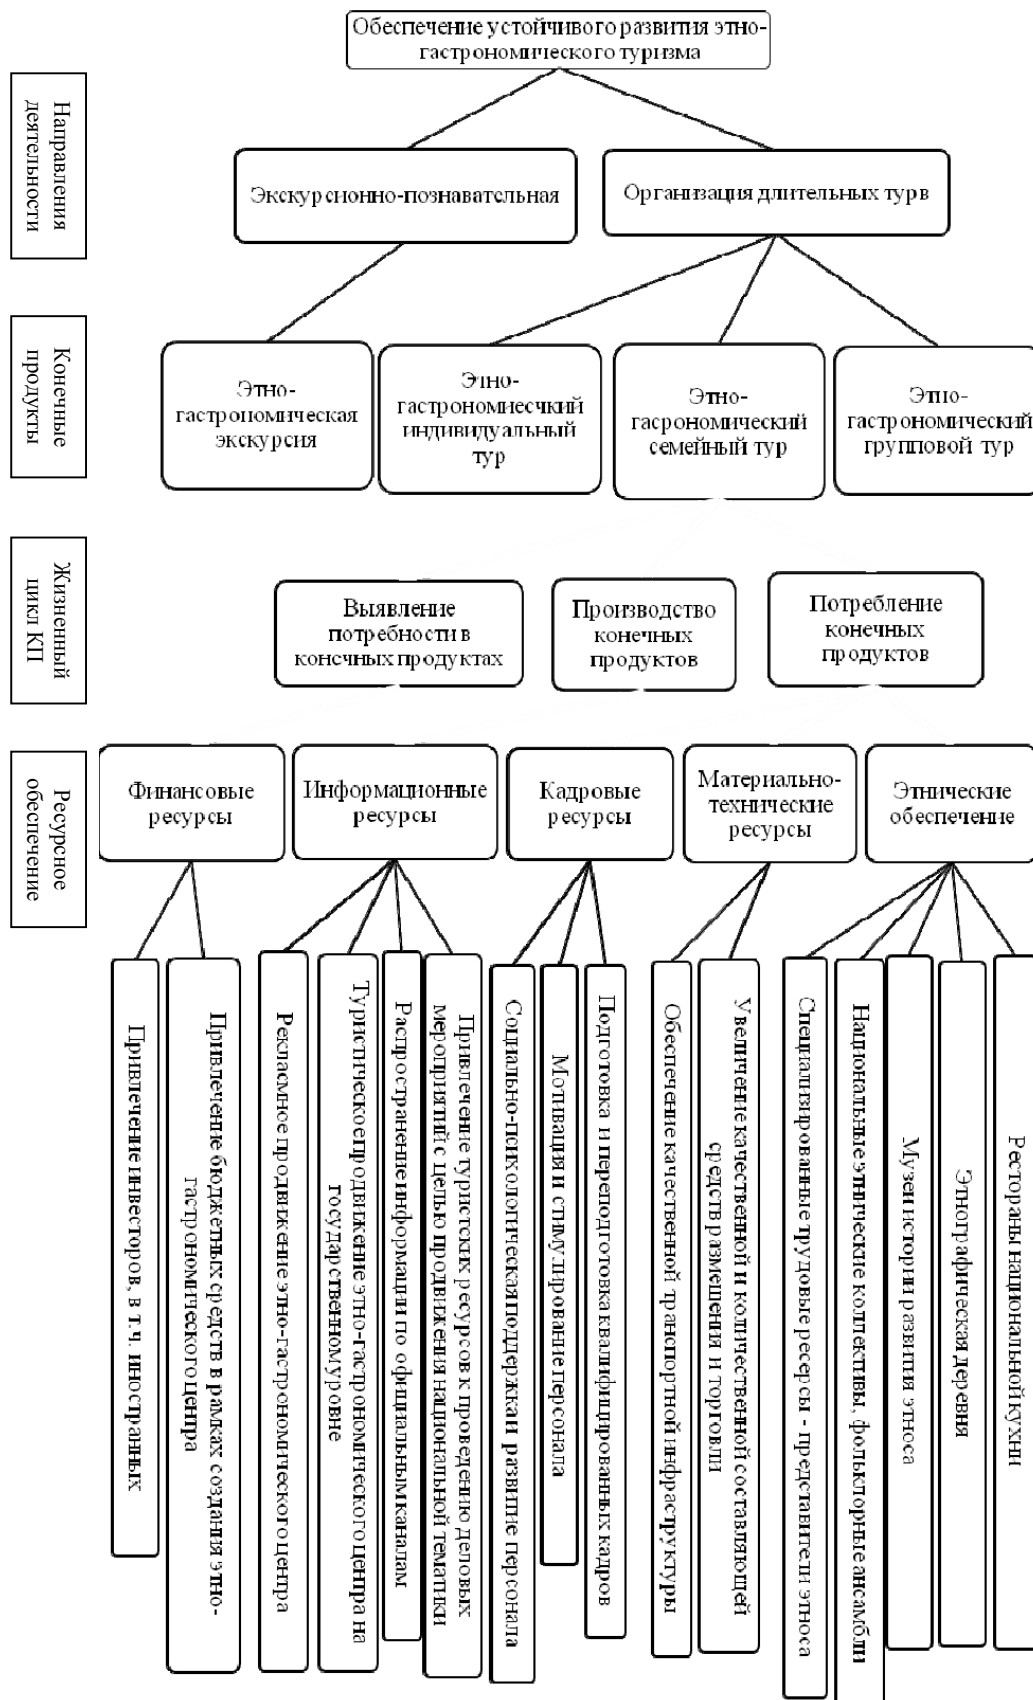 Обеспечение устойчивого развития этно-
гастрономического туризма
Направления
деятельности
Экскурсионно-познавательная
Организация длительных турв
Конечные
продукты
Этно-
гастрономическая
экскурсия
Этно-
гастрономиесчкий
индивидуальный
тур
Этно-
гасрономический
семейный тур
Этно-
гастрономический
групповой тур
Жизненный
цикл КП
Выявление
потребности в
конечных продуктах
Производство
конечных
продуктов
Потребление
конечных
продуктов
Ресурсное
обеспечение
Финансовые
ресурсы
Информационные
ресурсы
Кадровые
ресурсы
Материально-
технические
ресурсы
Этнические
обеспечение
Привлечение инвесторов, в т.ч. иностранных
Привлечение бюджетных средств в рамках создания этно-
гастрономического центра
Рекласмное продвижение этно-гастрономического центра
Туристическое продвижение этно-гастрономического центра на
государственном уровне
Распространение информации по официальным каналам
Привлечение туристских ресурсов к проведению деловых
мероприятий с целью продвижения национальной тематики
Социально-психологическая поддержка и развитие персонала
Мотивация и стимулирование персонала
Подготовка и переподготовка квалифицированных кадров
Обеспечение качественной транспортной инфраструктуры
Увеличение качественной и количественной составляющей
средств размешения и торговли
Специализированные трудовые ресерсы - представители этноса
Национальные этнические коллективы, фольклорные ансамбли
Музеи истории развития этноса
Этнографическая деревня
Рестораны национальной кухни